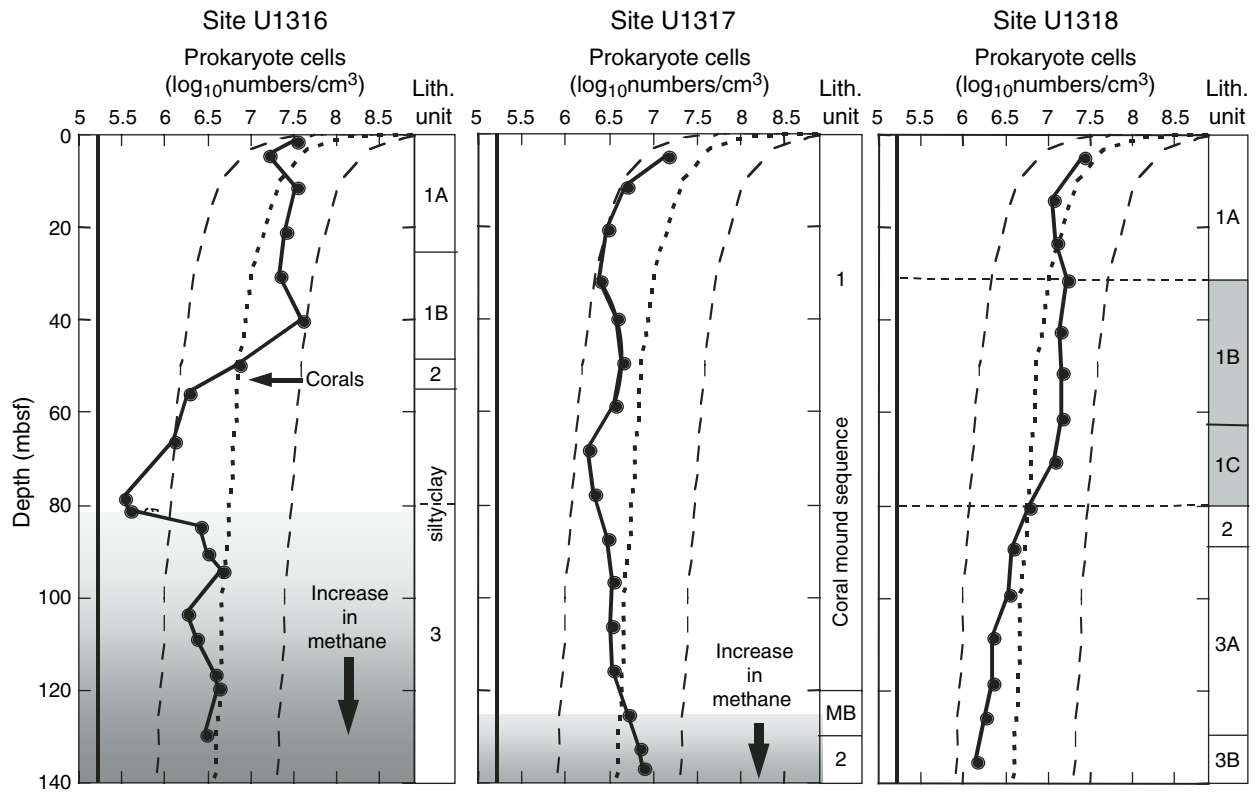 Site U1316
Prokaryote cells
(log10numbers/cm3)
Lith.
unit
5 5.5 6 6.5 7 7.5 8 8.5
Depth (mbsf)
0
20
40
60
80
100
120
140
1A
1B
2
Corals
silty clay
3
Increase
in
methane
Site U1317
Prokaryote cells
(log10numbers/cm3)
Lith.
unit
5 5.5 6 6.5 7 7.5 8 8.5
1
Coral mound sequence
Increase
in
methane
MB
2
Site U1318
Prokaryote cells
(log10numbers/cm3)
Lith.
unit
5 5.5 6 6.5 7 7.5 8 8.5
1A
1B
1C
2
3A
3B